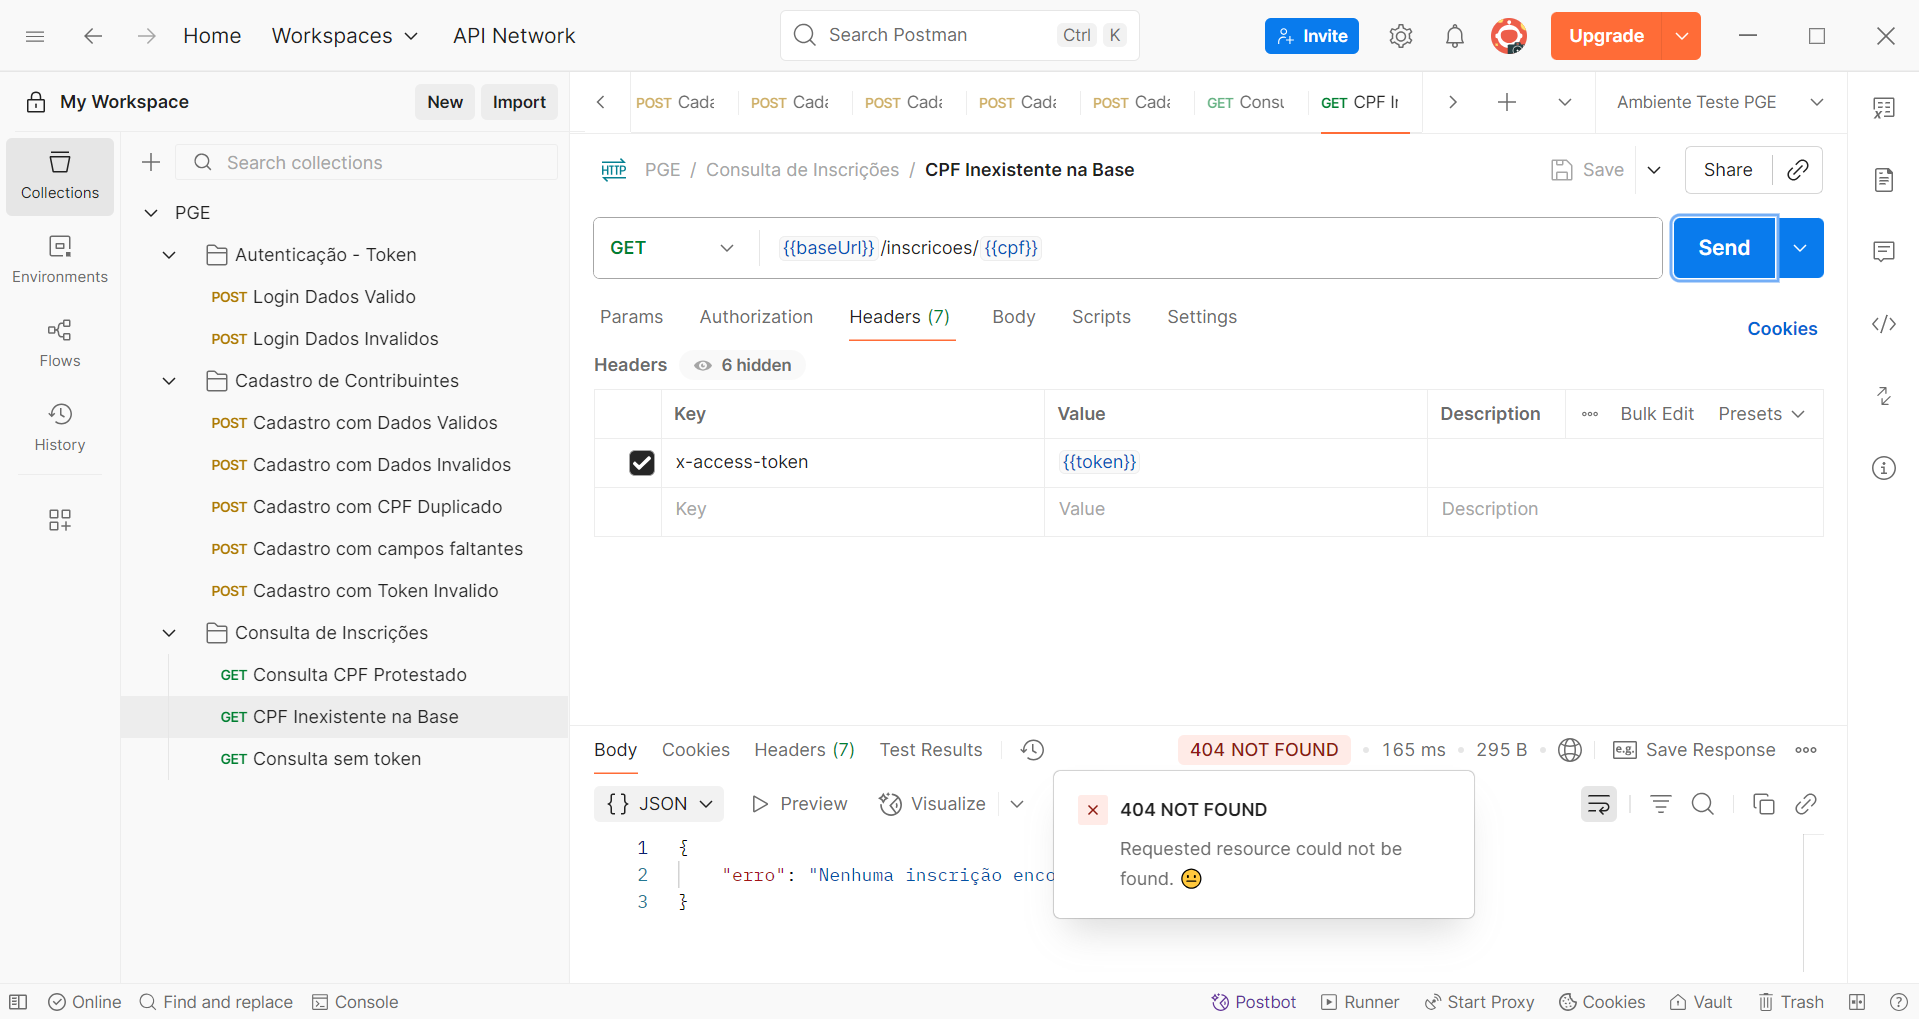 Home
Workspaces
API Network
Search Postman
Ctrl K
Invite
Upgrade
My Workspace
New
Import
POST Cada
POST Cada
POST Cada
POST Cada
POST Cada
GET Consu
GET CPF I
Ambiente Teste PGE
Collections
Environments
Flows
History
Search collections
PGE
Autenticação - Token
POST Login Dados Valido
POST Login Dados Invalidos
Cadastro de Contribuintes
POST Cadastro com Dados Validos
POST Cadastro com Dados Invalidos
POST Cadastro com CPF Duplicado
POST Cadastro com campos faltantes
POST Cadastro com Token Invalido
Consulta de Inscrições
GET Consulta CPF Protestado
GET CPF Inexistente na Base
GET Consulta sem token
HTTP PGE / Consulta de Inscrições / CPF Inexistente na Base
Save
Share
GET
{{baseUrl}} /inscricoes/ {{cpf}}
Send
Params
Authorization
Headers (7)
Body
Scripts
Settings
Cookies
Headers 6 hidden
Key Value Description Bulk Edit Presets
x-access-token {{token}}
Key Value Description
Body Cookies Headers (7) Test Results
404 NOT FOUND 165 ms 295 B
e.g. Save Response
{} JSON Preview Visualize
1 {
2 "erro": "Nenhuma inscrição enco
3 }
404 NOT FOUND
Requested resource could not be
found.
Online Find and replace Console
Postbot Runner Start Proxy Cookies Vault Trash